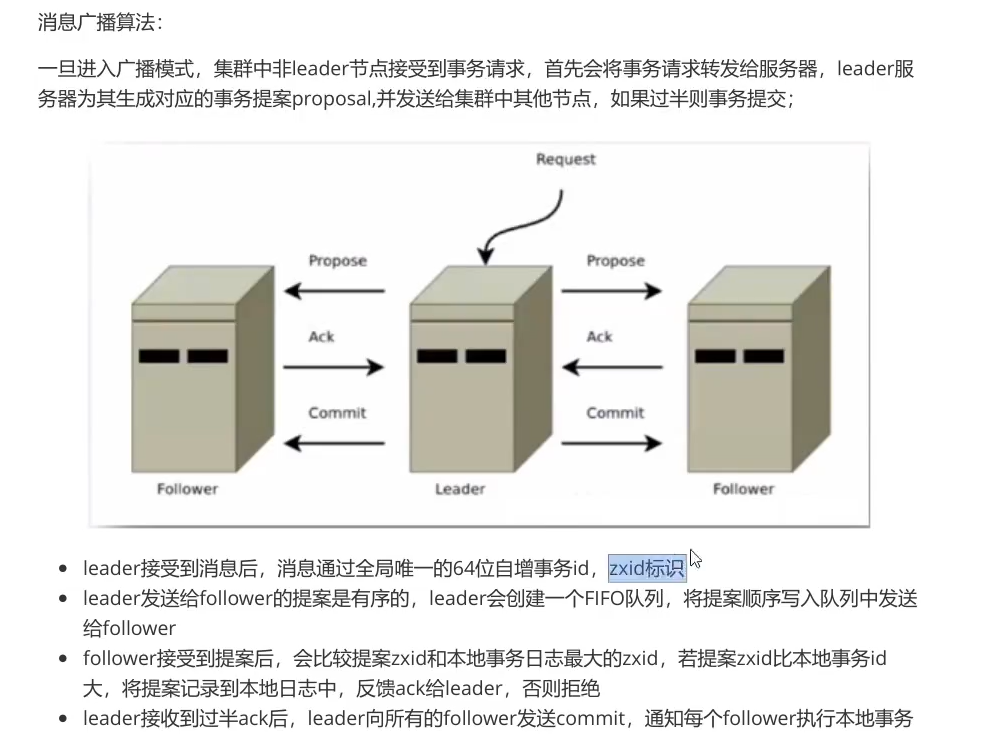 消息广播算法：
一旦进入广播模式，集群中非leader节点接受到事务请求，首先会将事务请求转发给服务器，leader服
务器为其生成对应的事务提案proposal,并发送给集群中其他节点，如果过半则事务提交；
Request
Propose
Propose
Ack
Ack
Commit
Commit
Follower
Leader
Follower
leader接受到消息后，消息通过全局唯一的64位自增事务id，zxid标识
leader发送给follower的提案是有序的，leader会创建一个FIFO队列，将提案顺序写入队列中发送
给follower
follower接受到提案后，会比较提案zxid和本地事务日志最大的zxid，若提案zxid比本地事务id
大，将提案记录到本地日志中，反馈ack给leader，否则拒绝
leader接收到过半ack后，leader向所有的follower发送commit，通知每个follower执行本地事务